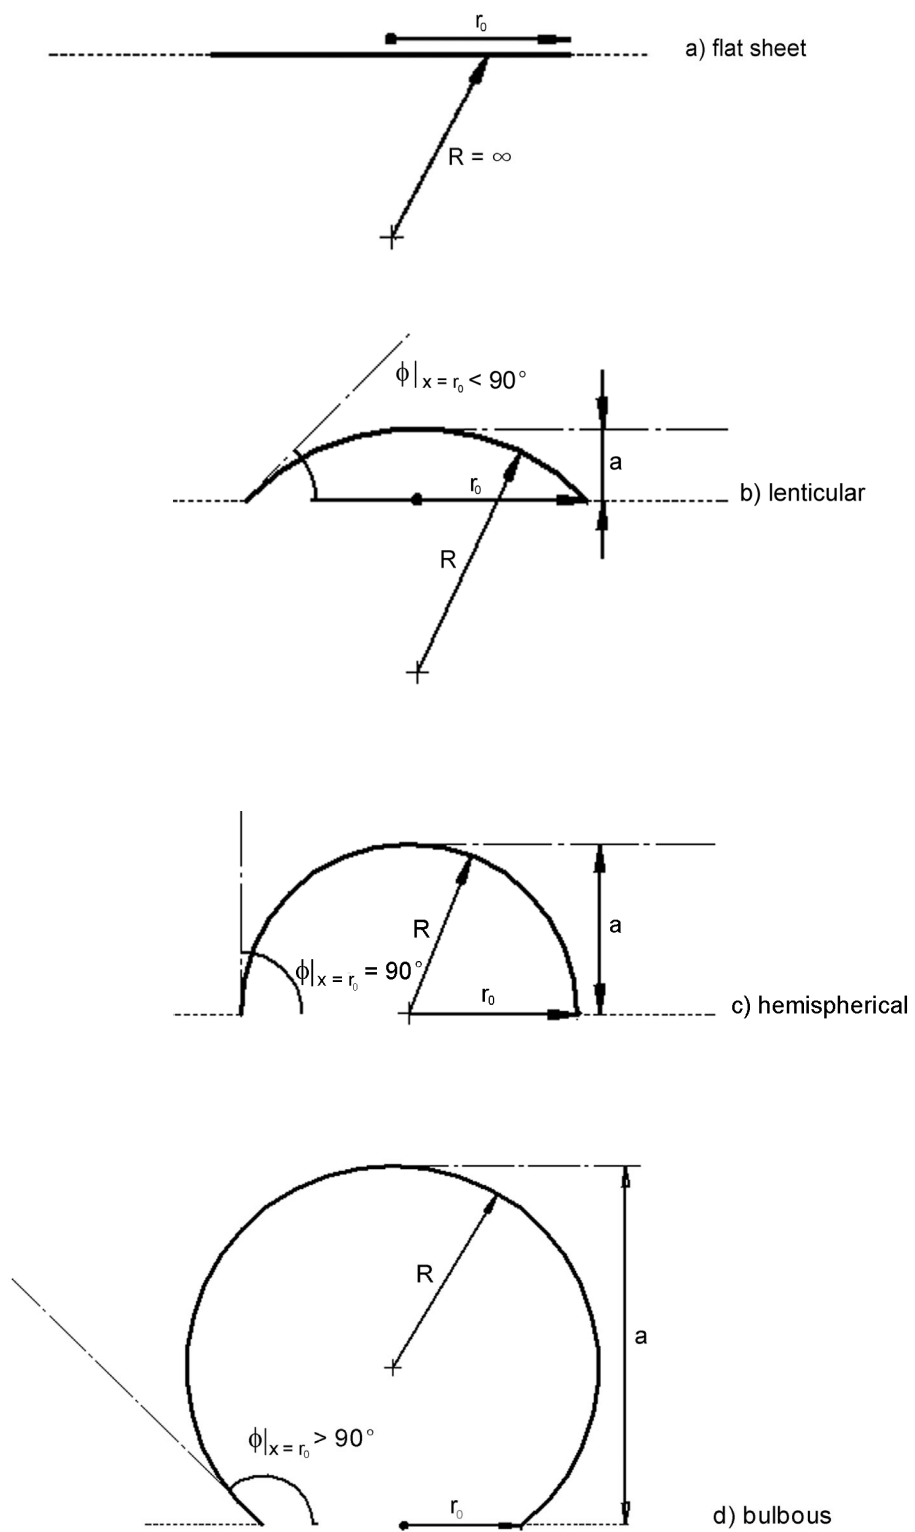 r₀
a) flat sheet
R = ∞
ϕ|ₓ = r₀ < 90°
a
r₀
b) lenticular
R
R
a
ϕ|ₓ = r₀ = 90°
r₀
c) hemispherical
R
a
ϕ|ₓ = r₀ > 90°
r₀
d) bulbous